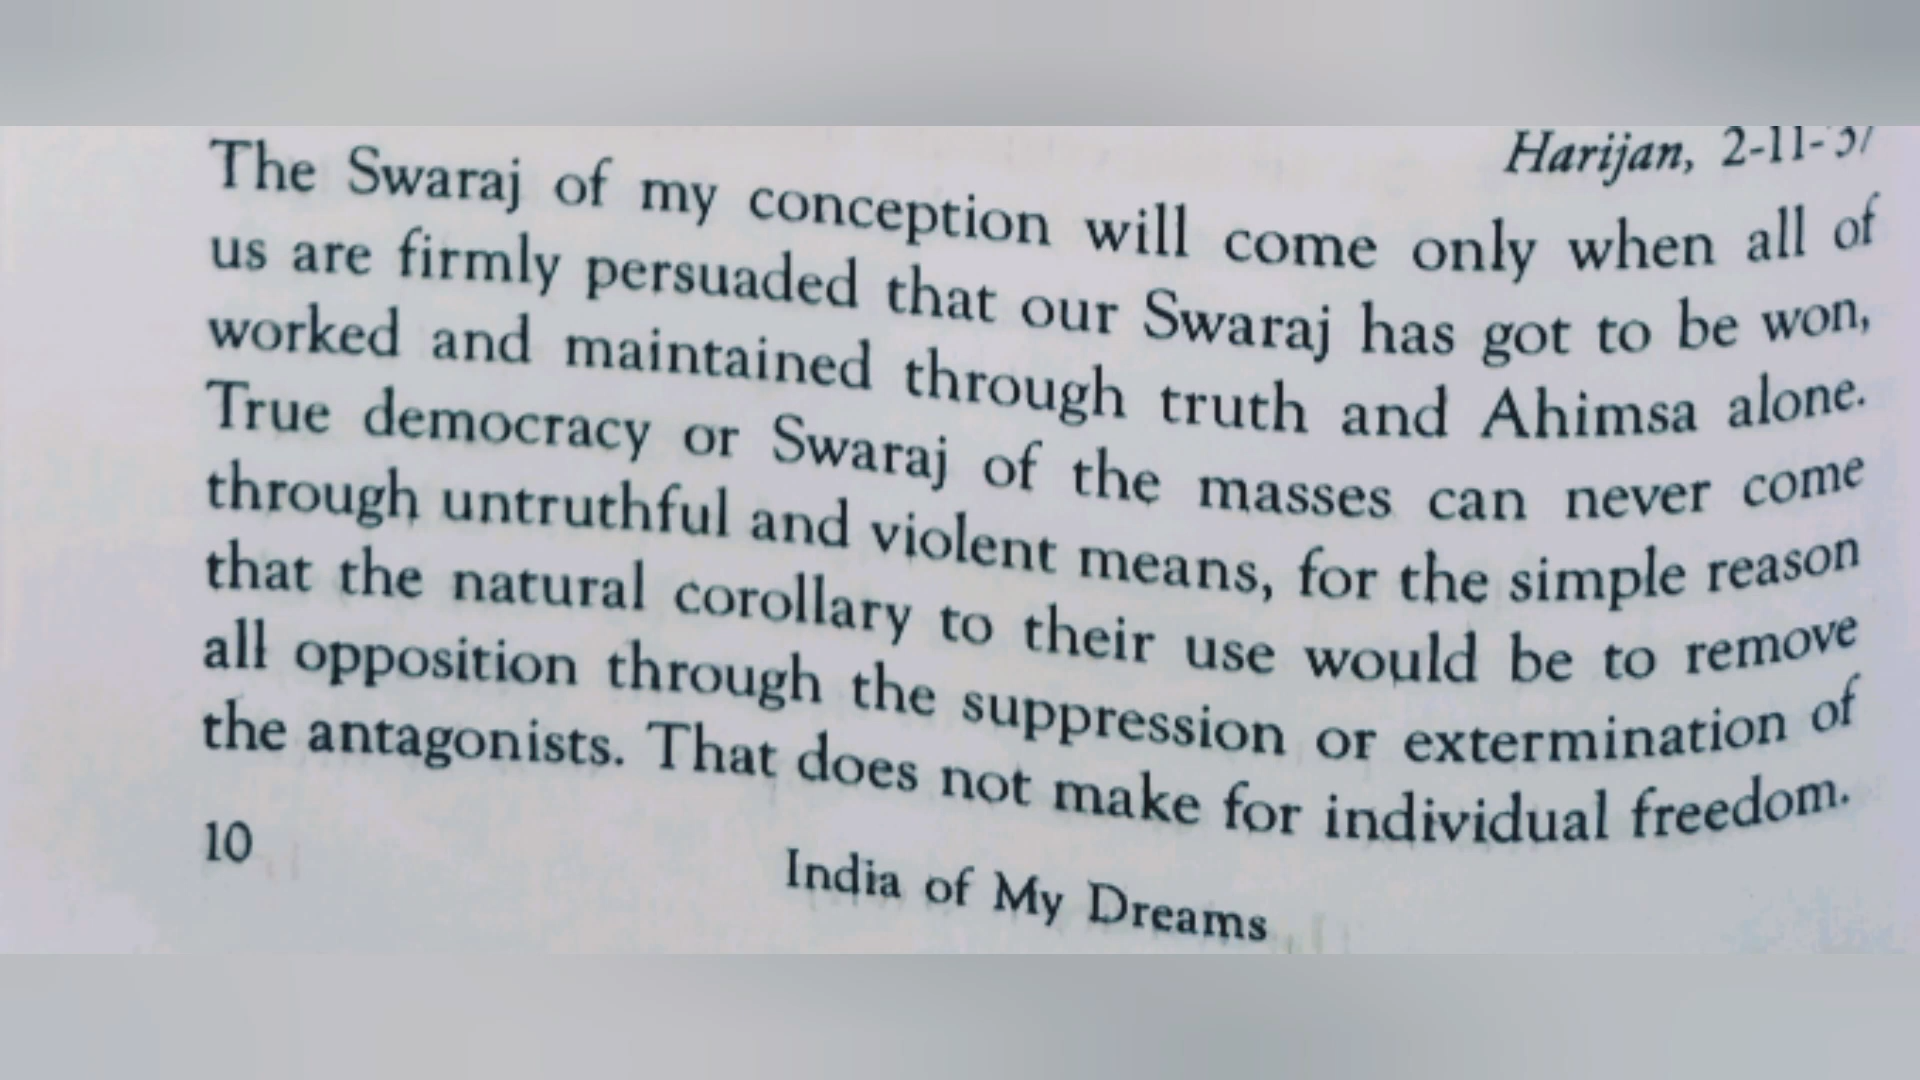 Harijan, 2-11-
The Swaraj of my conception will come only when all of
us are firmly persuaded that our Swaraj has got to be won,
worked and maintained through truth and Ahimsa alone.
True democracy or Swaraj of the masses can never come
through untruthful and violent means, for the simple reason
that the natural corollary to their use would be to remove
all opposition through the suppression or extermination of
the antagonists. That does not make for individual freedom.
10
India of My Dreams